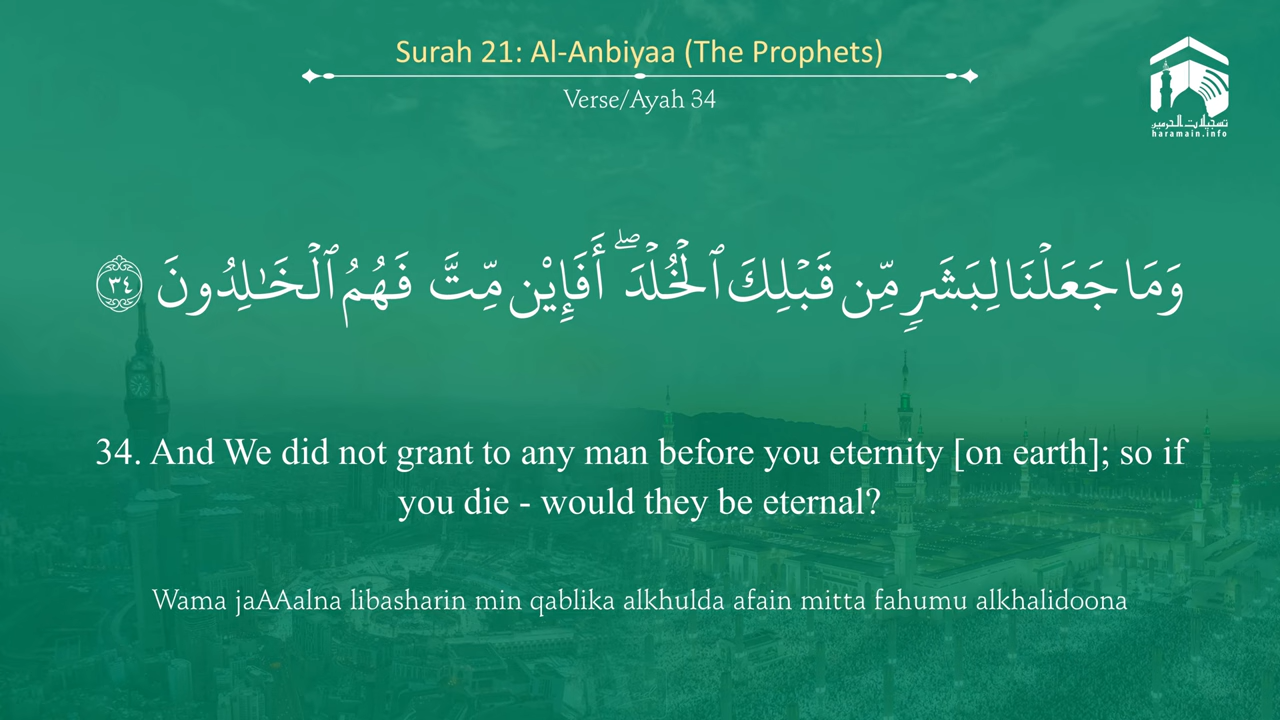 Surah 21: Al-Anbiyaa (The Prophets)
Verse/Ayah 34
تسجيلات الحرمين
haramain.info
وَمَا جَعَلْنَا لِبَشَرٍ مِّن قَبْلِكَ ٱلْخُلْدَ ۖ أَفَإِي۟ن مِّتَّ فَهُمُ ٱلْخَـٰلِدُونَ ٣٤
34. And We did not grant to any man before you eternity [on earth]; so if
you die - would they be eternal?
Wama jaAAalna libasharin min qablika alkhulda afain mitta fahumu alkhalidoona